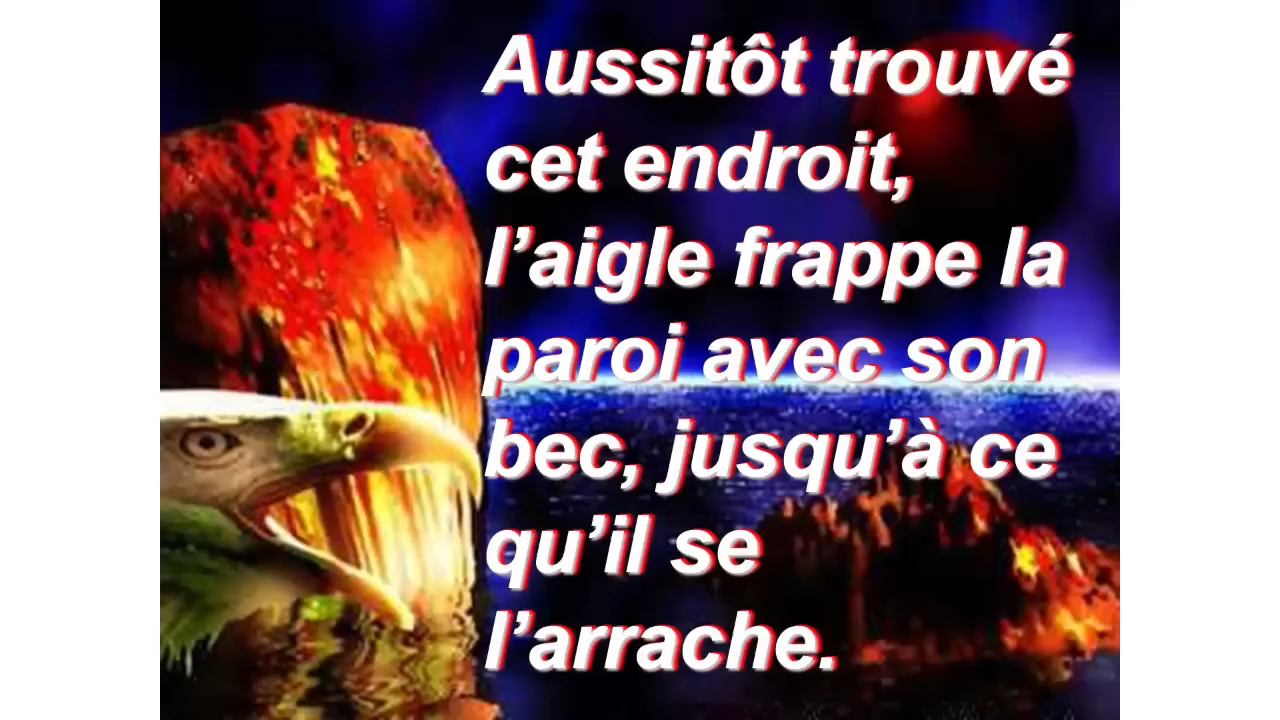 Aussitôt trouvé
cet endroit,
l’aigle frappe la
paroi avec son
bec, jusqu’à ce
qu’il se
l’arrache.